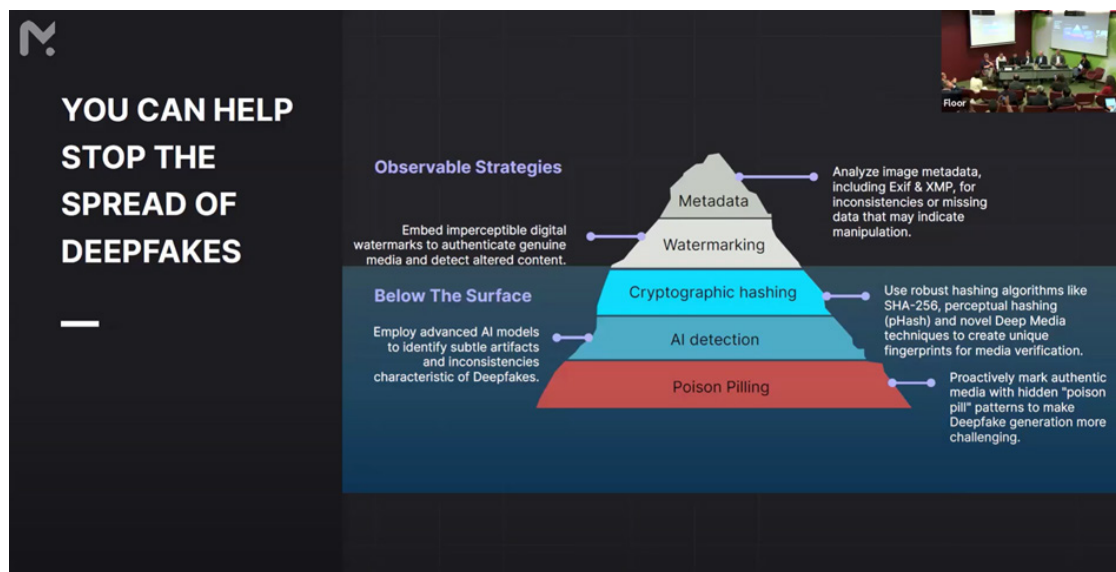 YOU CAN HELP
STOP THE
SPREAD OF
DEEPFAKES
Observable Strategies
Metadata
Analyze image metadata,
including Exif & XMP, for
inconsistencies or missing
data that may indicate
manipulation.
Embed imperceptible digital
watermarks to authenticate genuine
media and detect altered content.
Watermarking
Below The Surface
Cryptographic hashing
Use robust hashing algorithms like
SHA-256, perceptual hashing
(pHash) and novel Deep Media
techniques to create unique
fingerprints for media verification.
Employ advanced AI models
to identify subtle artifacts
and inconsistencies
characteristic of Deepfakes.
AI detection
Poison Pilling
Proactively mark authentic
media with hidden "poison
pill" patterns to make
Deepfake generation more
challenging.
Floor